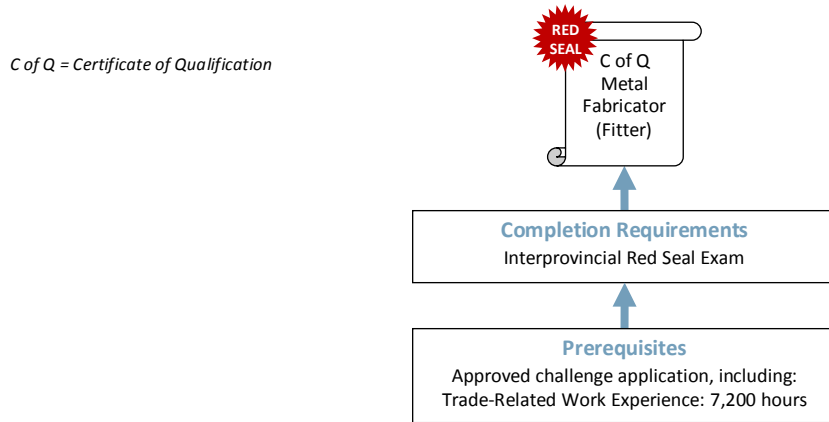 RED
SEAL
C of Q = Certificate of Qualification
C of Q
Metal
Fabricator
(Fitter)
Completion Requirements
Interprovincial Red Seal Exam
Prerequisites
Approved challenge application, including:
Trade-Related Work Experience: 7,200 hours